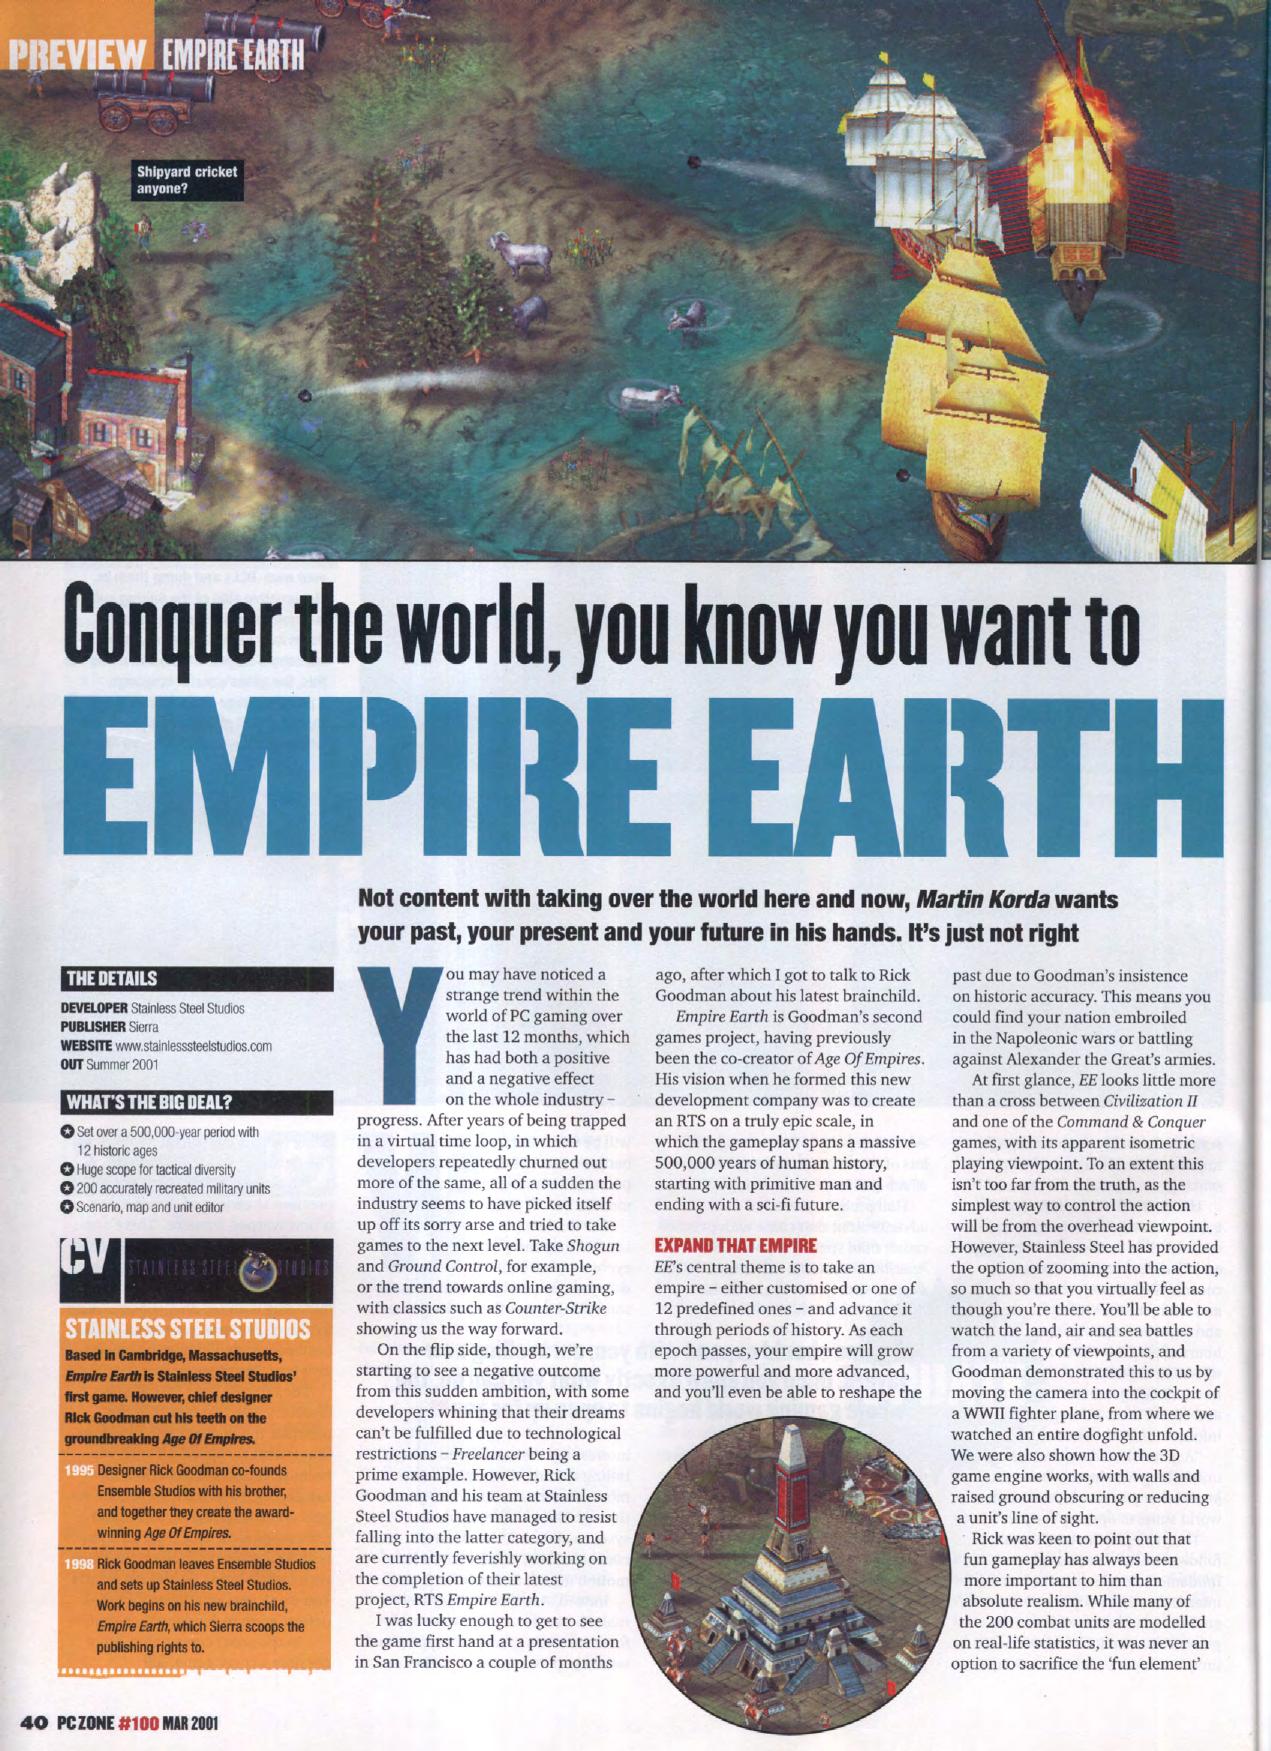 PREVIEW EMPIRE EARTH
Shipyard cricket
anyone?
Conquer the world, you know you want to
EMPIRE EARTH
Not content with taking over the world here and now, Martin Korda wants
your past, your present and your future in his hands. It's just not right
THE DETAILS
DEVELOPER Stainless Steel Studios
PUBLISHER Sierra
WEBSITE www.stainlesssteelstudios.com
OUT Summer 2001
WHAT'S THE BIG DEAL?
Set over a 500,000-year period with
12 historic ages
Huge scope for tactical diversity
200 accurately recreated military units
Scenario, map and unit editor
CV STAINLESS STEEL STUDIOS
STAINLESS STEEL STUDIOS
Based in Cambridge, Massachusetts,
Empire Earth is Stainless Steel Studios'
first game. However, chief designer
Rick Goodman cut his teeth on the
groundbreaking Age Of Empires.
1995 Designer Rick Goodman co-founds
Ensemble Studios with his brother,
and together they create the award-
winning Age Of Empires.
1998 Rick Goodman leaves Ensemble Studios
and sets up Stainless Steel Studios.
Work begins on his new brainchild,
Empire Earth, which Sierra scoops the
publishing rights to.
You may have noticed a
strange trend within the
world of PC gaming over
the last 12 months, which
has had both a positive
and a negative effect
on the whole industry –
progress. After years of being trapped
in a virtual time loop, in which
developers repeatedly churned out
more of the same, all of a sudden the
industry seems to have picked itself
up off its sorry arse and tried to take
games to the next level. Take Shogun
and Ground Control, for example,
or the trend towards online gaming,
with classics such as Counter-Strike
showing us the way forward.
On the flip side, though, we're
starting to see a negative outcome
from this sudden ambition, with some
developers whining that their dreams
can't be fulfilled due to technological
restrictions – Freelancer being a
prime example. However, Rick
Goodman and his team at Stainless
Steel Studios have managed to resist
falling into the latter category, and
are currently feverishly working on
the completion of their latest
project, RTS Empire Earth.
I was lucky enough to get to see
the game first hand at a presentation
in San Francisco a couple of months
ago, after which I got to talk to Rick
Goodman about his latest brainchild.
Empire Earth is Goodman's second
games project, having previously
been the co-creator of Age Of Empires.
His vision when he formed this new
development company was to create
an RTS on a truly epic scale, in
which the gameplay spans a massive
500,000 years of human history,
starting with primitive man and
ending with a sci-fi future.
EXPAND THAT EMPIRE
EE's central theme is to take an
empire – either customised or one of
12 predefined ones – and advance it
through periods of history. As each
epoch passes, your empire will grow
more powerful and more advanced,
and you'll even be able to reshape the
past due to Goodman's insistence
on historic accuracy. This means you
could find your nation embroiled
in the Napoleonic wars or battling
against Alexander the Great's armies.
At first glance, EE looks little more
than a cross between Civilization II
and one of the Command & Conquer
games, with its apparent isometric
playing viewpoint. To an extent this
isn't too far from the truth, as the
simplest way to control the action
will be from the overhead viewpoint.
However, Stainless Steel has provided
the option of zooming into the action,
so much so that you virtually feel as
though you're there. You'll be able to
watch the land, air and sea battles
from a variety of viewpoints, and
Goodman demonstrated this to us by
moving the camera into the cockpit of
a WWII fighter plane, from where we
watched an entire dogfight unfold.
We were also shown how the 3D
game engine works, with walls and
raised ground obscuring or reducing
a unit's line of sight.
Rick was keen to point out that
fun gameplay has always been
more important to him than
absolute realism. While many of
the 200 combat units are modelled
on real-life statistics, it was never an
option to sacrifice the 'fun element'
40 PCZONE #100 MAR 2001